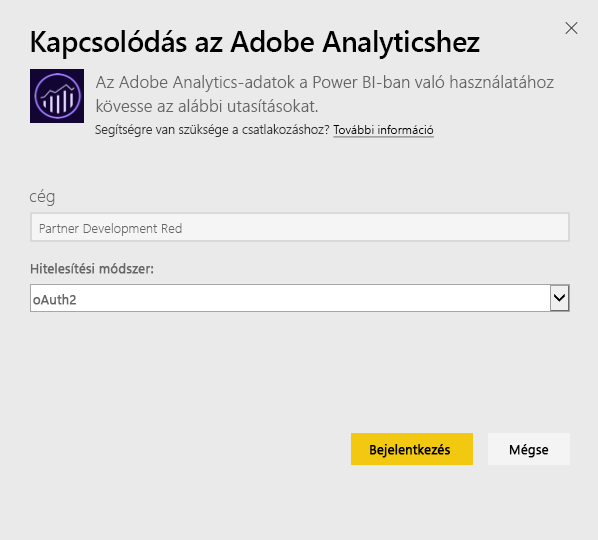 Kapcsolódás az Adobe Analyticshez
Az Adobe Analytics-adatok a Power BI-ban való használatához
kövesse az alábbi utasításokat.
Segítségre van szüksége a csatlakozáshoz? További információ
cég
Partner Development Red
Hitelesítési módszer:
oAuth2
Bejelentkezés Mégse